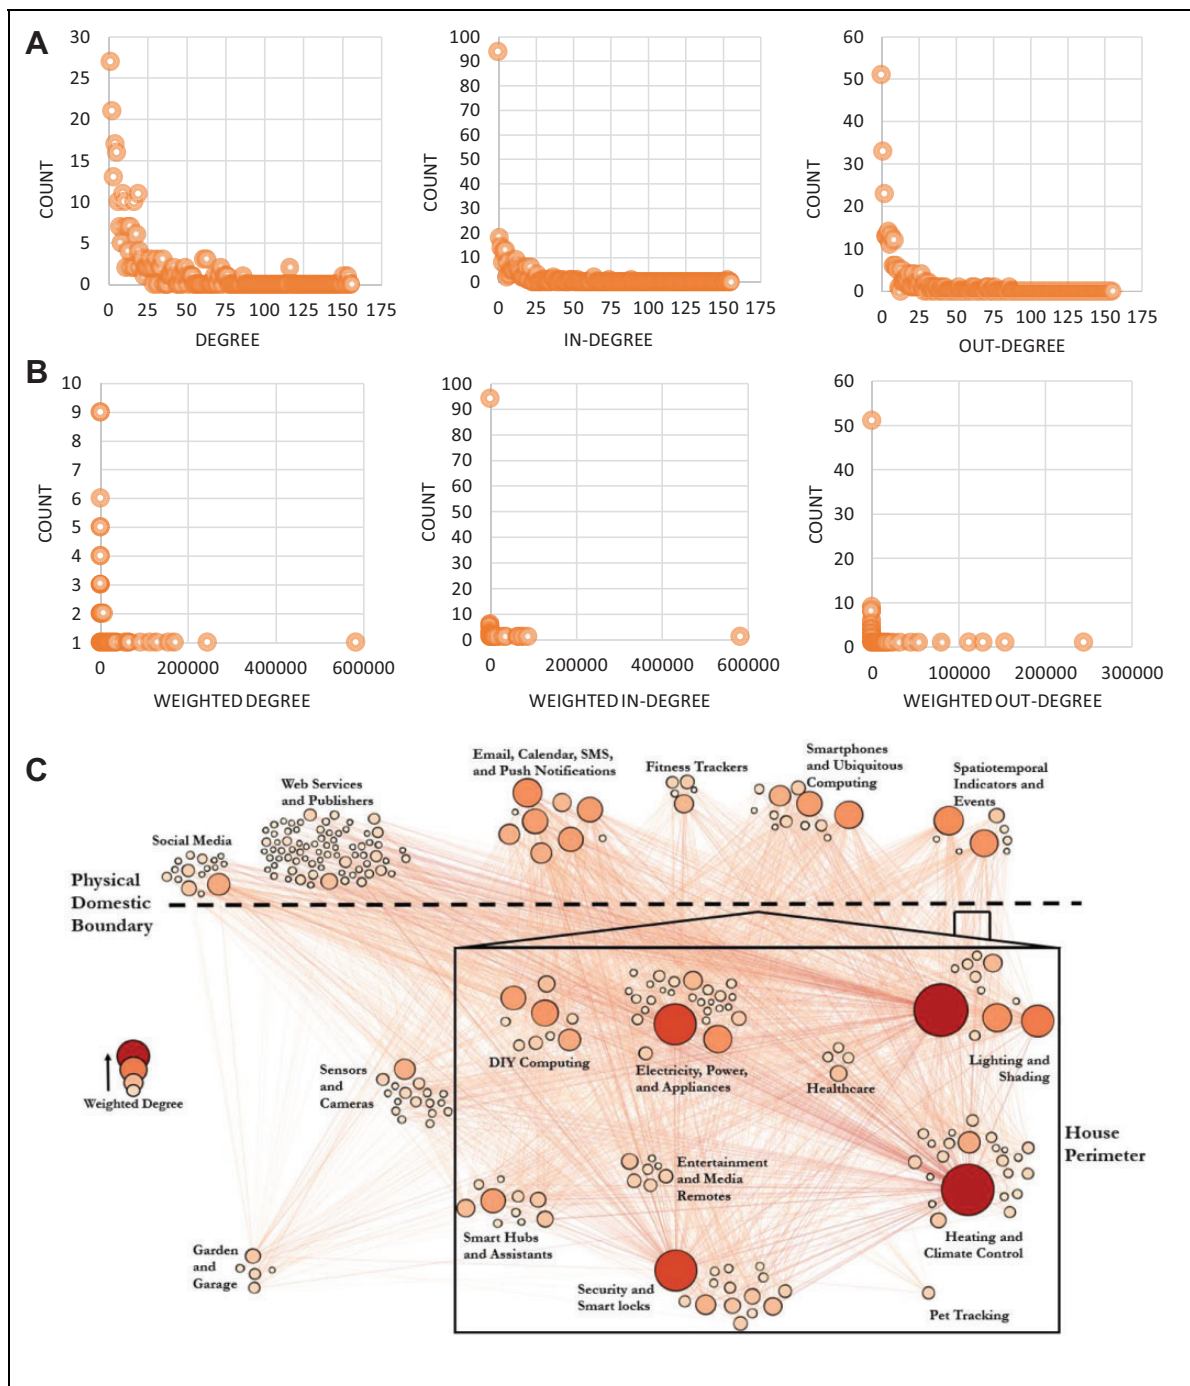 A
30
25
20
15
10
5
0
COUNT
0 25 50 75 100 125 150 175
DEGREE
100
90
80
70
60
50
40
30
20
10
0
COUNT
0 25 50 75 100 125 150 175
IN-DEGREE
60
50
40
30
20
10
0
COUNT
0 25 50 75 100 125 150 175
OUT-DEGREE
B
10
9
8
7
6
5
4
3
2
1
COUNT
0 200000 400000 600000
WEIGHTED DEGREE
100
90
80
70
60
50
40
30
20
10
0
COUNT
0 200000 400000 600000
WEIGHTED IN-DEGREE
60
50
40
30
20
10
0
COUNT
0 100000 200000 300000
WEIGHTED OUT-DEGREE
C
Social Media
Web Services
and Publishers
Email, Calendar, SMS,
and Push Notifications
Fitness Trackers
Smartphones
and Ubiquitous
Computing
Spatiotemporal
Indicators and
Events
Physical
Domestic
Boundary
Weighted Degree
Sensors
and
Cameras
DIY Computing
Electricity, Power,
and Appliances
Healthcare
Lighting and
Shading
House
Perimeter
Entertainment
and Media
Remotes
Smart Hubs
and Assistants
Heating and
Climate Control
Garden
and
Garage
Security and
Smart locks
Pet Tracking